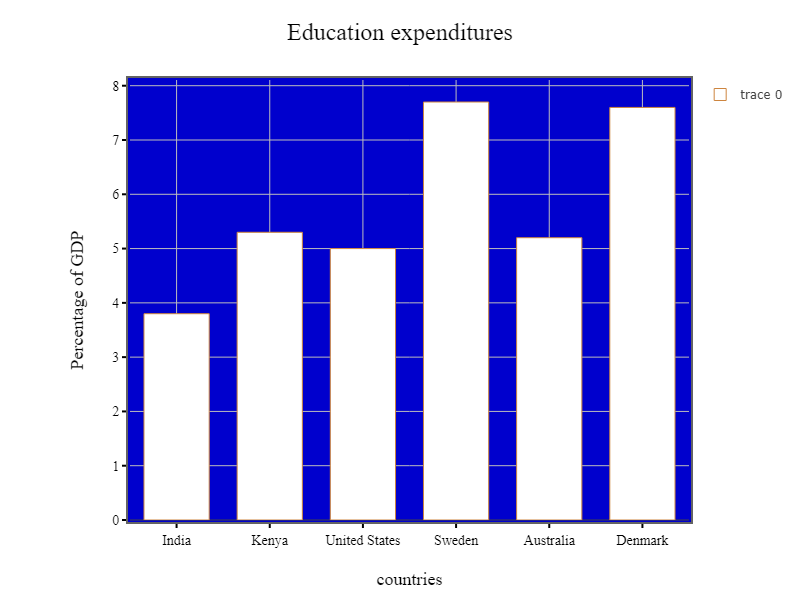 Education expenditures
trace 0
8
7
6
5
4
3
2
1
0
Percentage of GDP
India Kenya United States Sweden Australia Denmark
countries